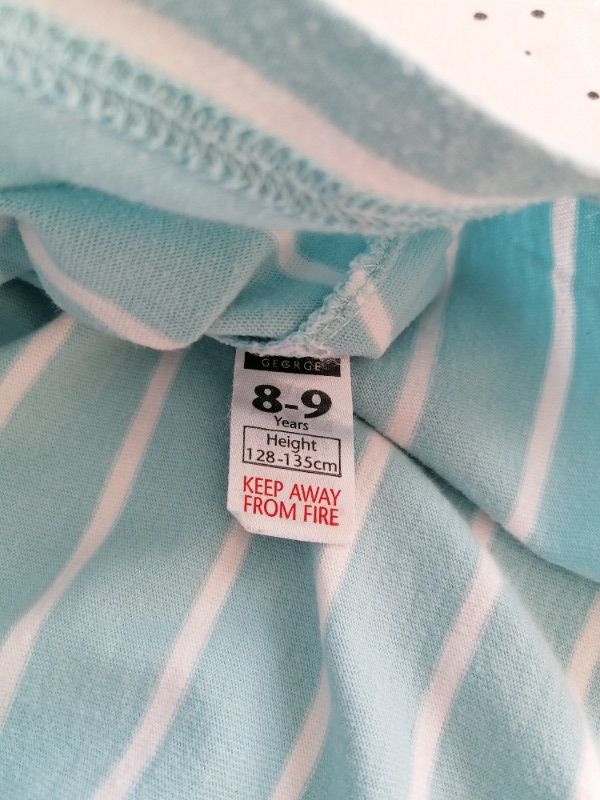 GEORGE
8-9
Years
Height
128-135cm
KEEP AWAY
FROM FIRE